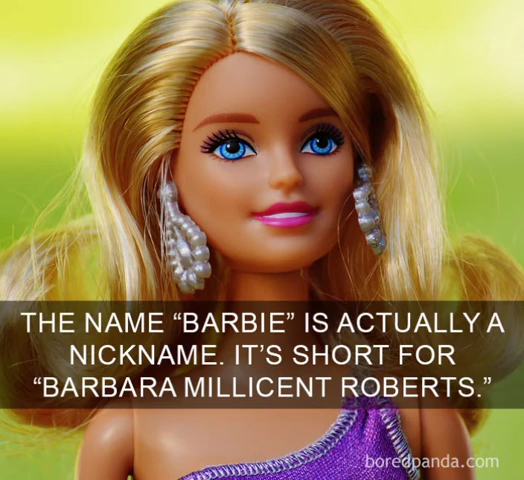 THE NAME “BARBIE” IS ACTUALLY A
NICKNAME. IT’S SHORT FOR
“BARBARA MILLICENT ROBERTS.”
boredpanda.com